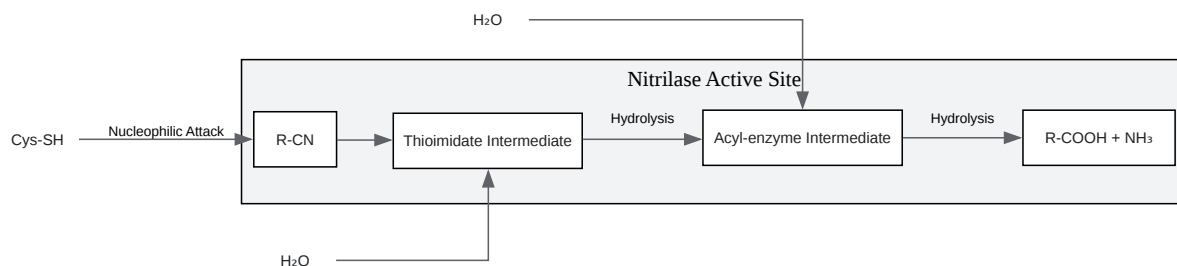 H₂O
Nitrilase Active Site
Cys-SH
Nucleophilic Attack
R-CN
Thioimidate Intermediate
Hydrolysis
Acyl-enzyme Intermediate
Hydrolysis
R-COOH + NH₃
H₂O